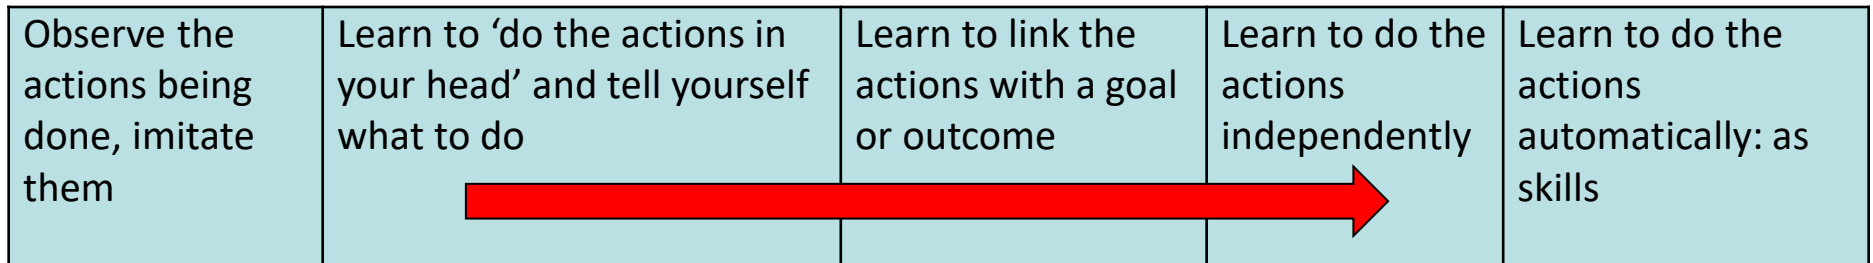 Observe the
actions being
done, imitate
them
Learn to ‘do the actions in
your head’ and tell yourself
what to do
Learn to link the
actions with a goal
or outcome
Learn to do the
actions
independently
Learn to do the
actions
automatically: as
skills